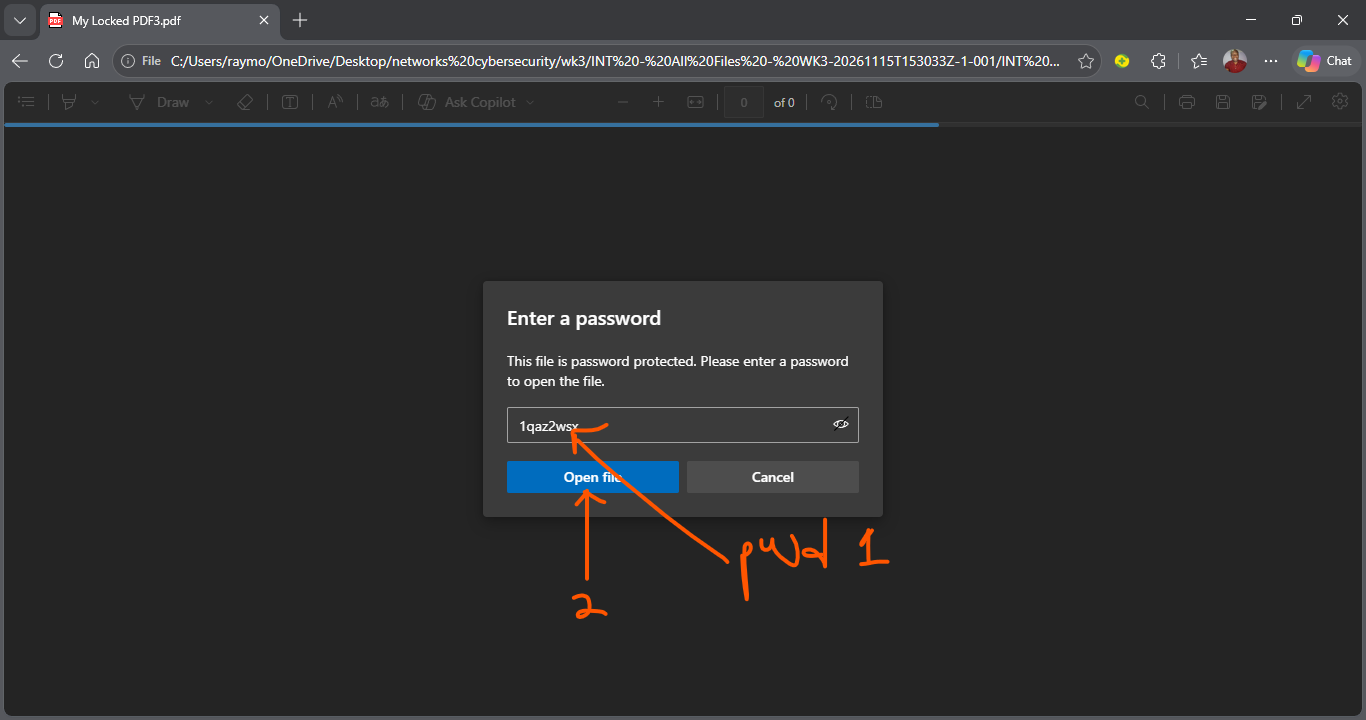 My Locked PDF3.pdf
File C:/Users/raymo/OneDrive/Desktop/networks%20cybersecurity/wk3/INT%20-%20All%20Files%20-%20WK3-20261115T153033Z-1-001/INT%20...
Chat
Draw
aあ
Ask Copilot
0 of 0
Enter a password
This file is password protected. Please enter a password
to open the file.
1qaz2wsx
Open file
Cancel
pwd 1
2